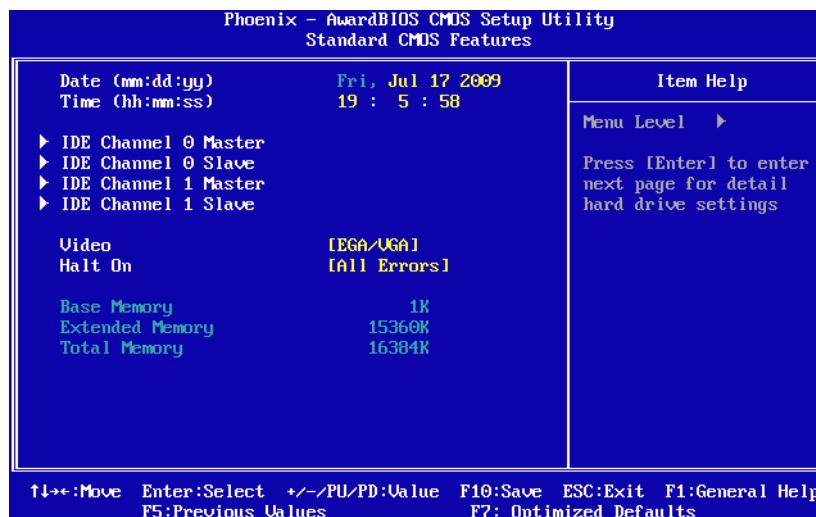 Phoenix - AwardBIOS CMOS Setup Utility
Standard CMOS Features
Date (mm:dd:yy) Fri, Jul 17 2009
Time (hh:mm:ss) 19 : 5 : 58
IDE Channel 0 Master
IDE Channel 0 Slave
IDE Channel 1 Master
IDE Channel 1 Slave
Video [EGA/VGA]
Halt On [All Errors]
Base Memory 1K
Extended Memory 15360K
Total Memory 16384K
Item Help
Menu Level
Press [Enter] to enter
next page for detail
hard drive settings
↑↓→←:Move Enter:Select +/-/PU/PD:Value F10:Save ESC:Exit F1:General Help
F5:Previous Values F7: Optimized Defaults